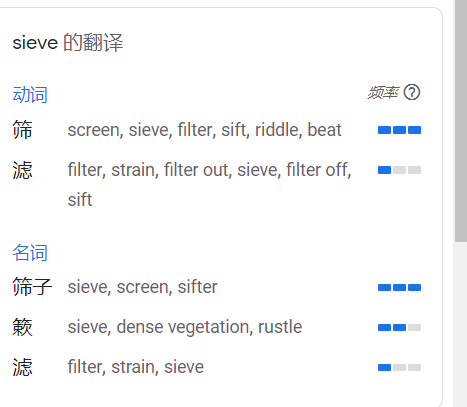 sieve 的翻译
动词 频率 ?
筛 screen, sieve, filter, sift, riddle, beat
滤 filter, strain, filter out, sieve, filter off,
sift
名词
筛子 sieve, screen, sifter
簌 sieve, dense vegetation, rustle
滤 filter, strain, sieve